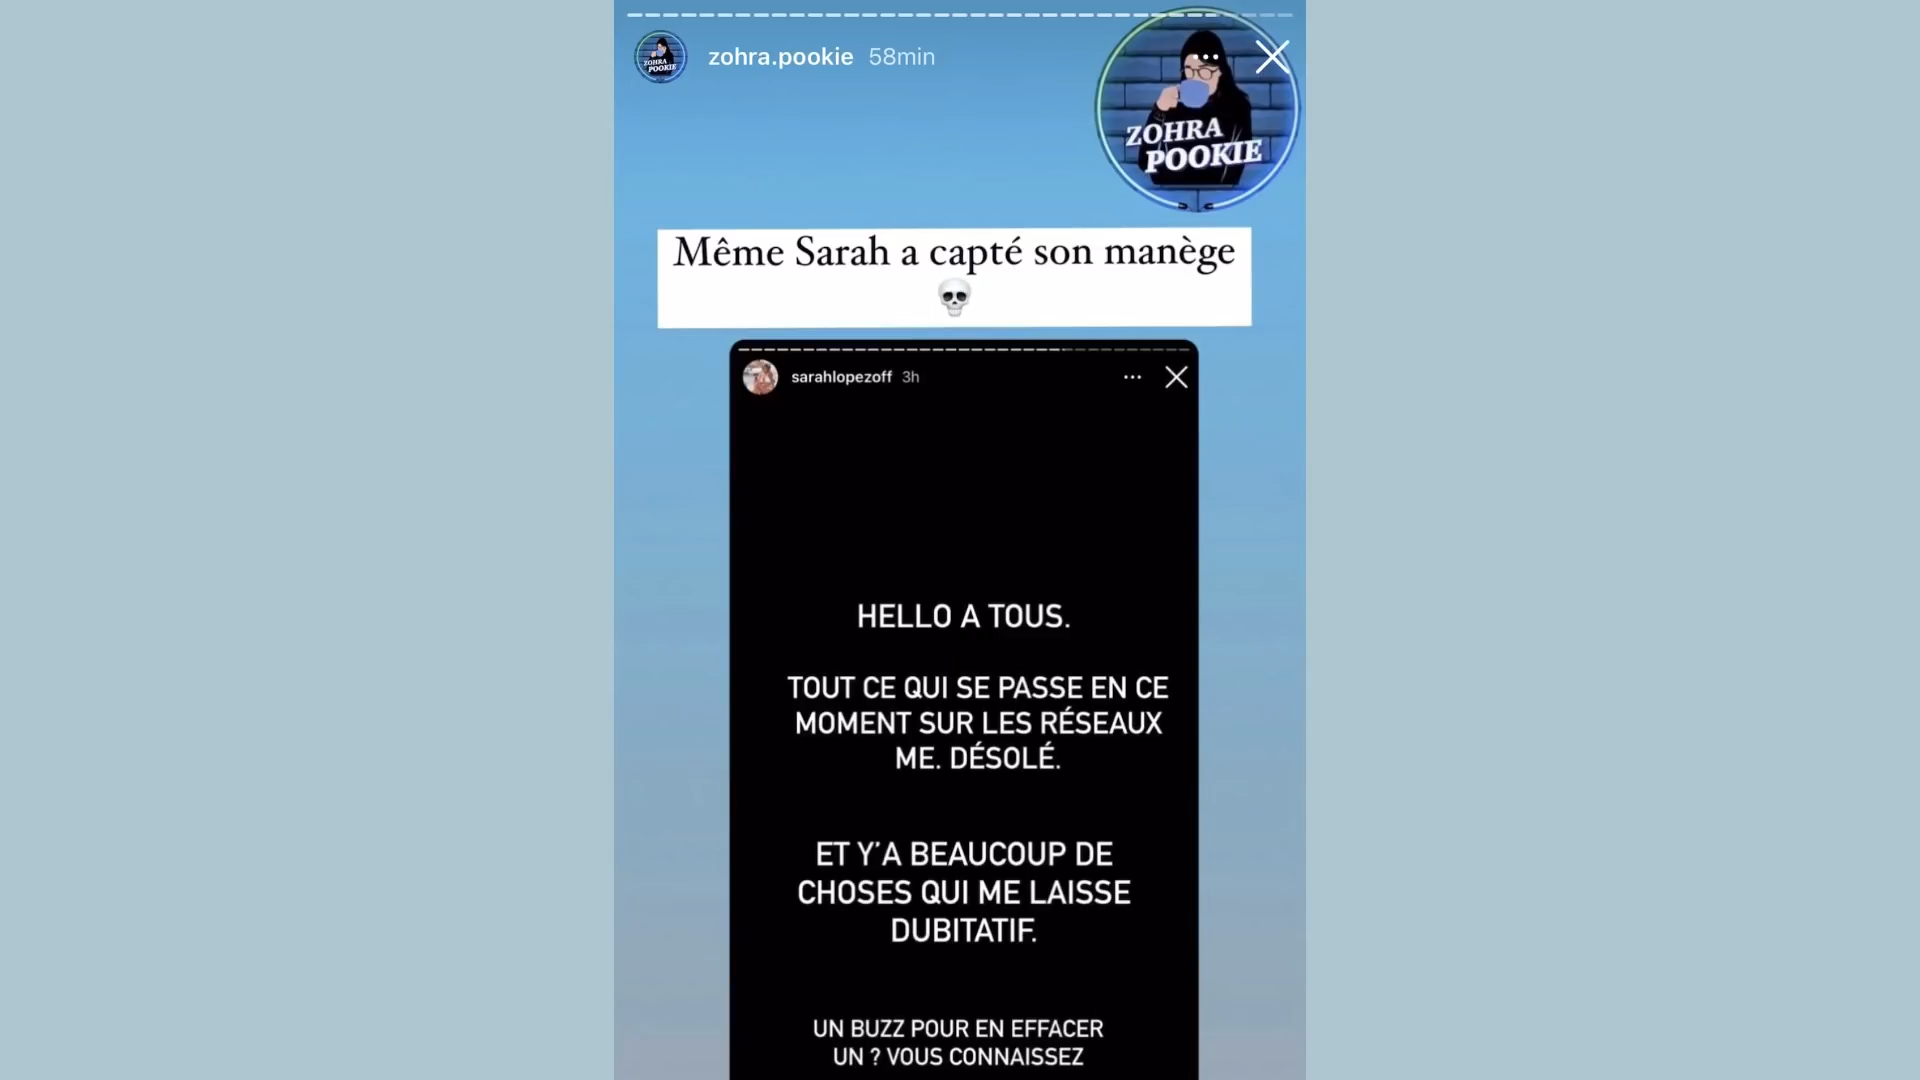 zohra.pookie 58min
ZOHRA
POOKIE
ZOHRA
POOKIE
Même Sarah a capté son manège
💀
sarahlopezoff 3h
HELLO A TOUS.
TOUT CE QUI SE PASSE EN CE
MOMENT SUR LES RÉSEAUX
ME. DÉSOLÉ.
ET Y’A BEAUCOUP DE
CHOSES QUI ME LAISSE
DUBITATIF.
UN BUZZ POUR EN EFFACER
UN ? VOUS CONNAISSEZ